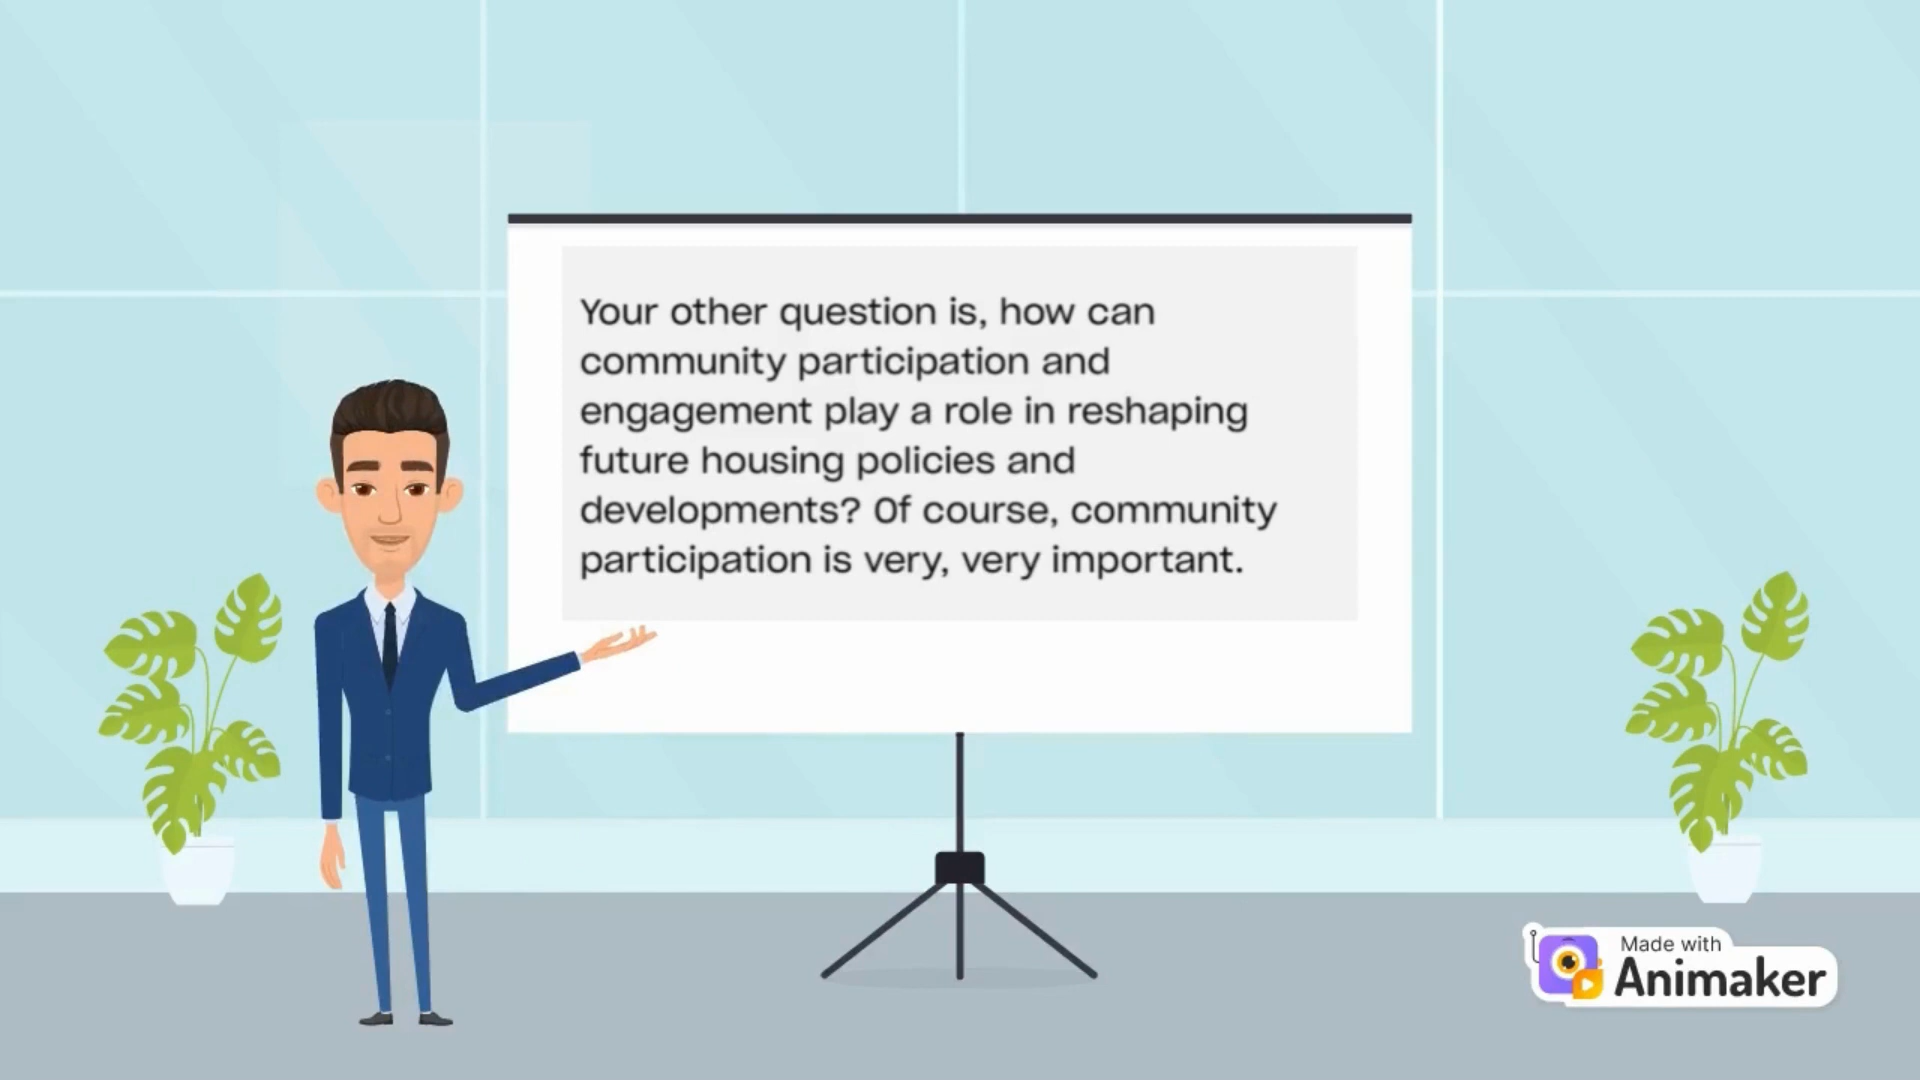 Your other question is, how can
community participation and
engagement play a role in reshaping
future housing policies and
developments? Of course, community
participation is very, very important.
Made with
Animaker